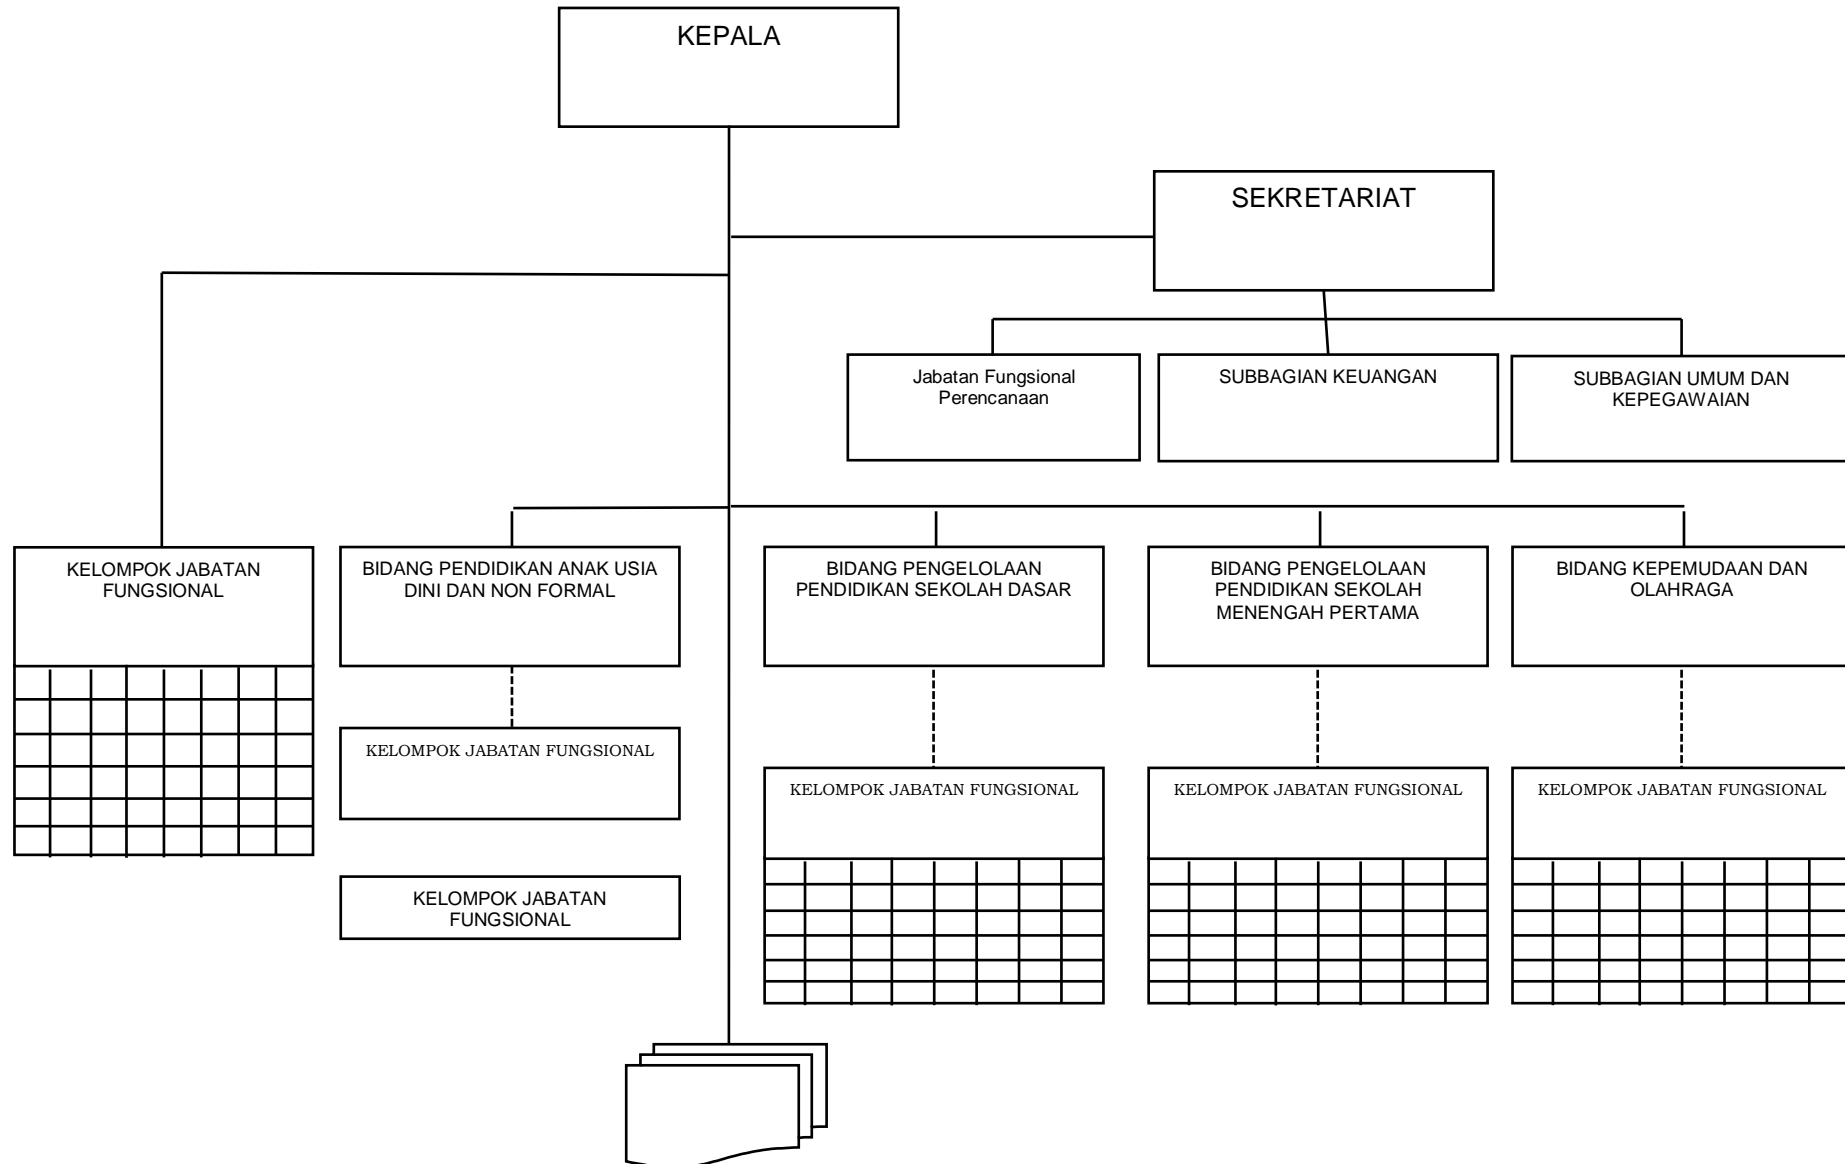 KEPALA
SEKRETARIAT
Jabatan Fungsional
Perencanaan
SUBBAGIAN KEUANGAN
SUBBAGIAN UMUM DAN
KEPEGAWAIAN
KELOMPOK JABATAN
FUNGSIONAL
BIDANG PENDIDIKAN ANAK USIA
DINI DAN NON FORMAL
BIDANG PENGELOLAAN
PENDIDIKAN SEKOLAH DASAR
BIDANG PENGELOLAAN
PENDIDIKAN SEKOLAH
MENENGAH PERTAMA
BIDANG KEPEMUDAAN DAN
OLAHRAGA
KELOMPOK JABATAN FUNGSIONAL
KELOMPOK JABATAN FUNGSIONAL
KELOMPOK JABATAN FUNGSIONAL
KELOMPOK JABATAN FUNGSIONAL
KELOMPOK JABATAN
FUNGSIONAL